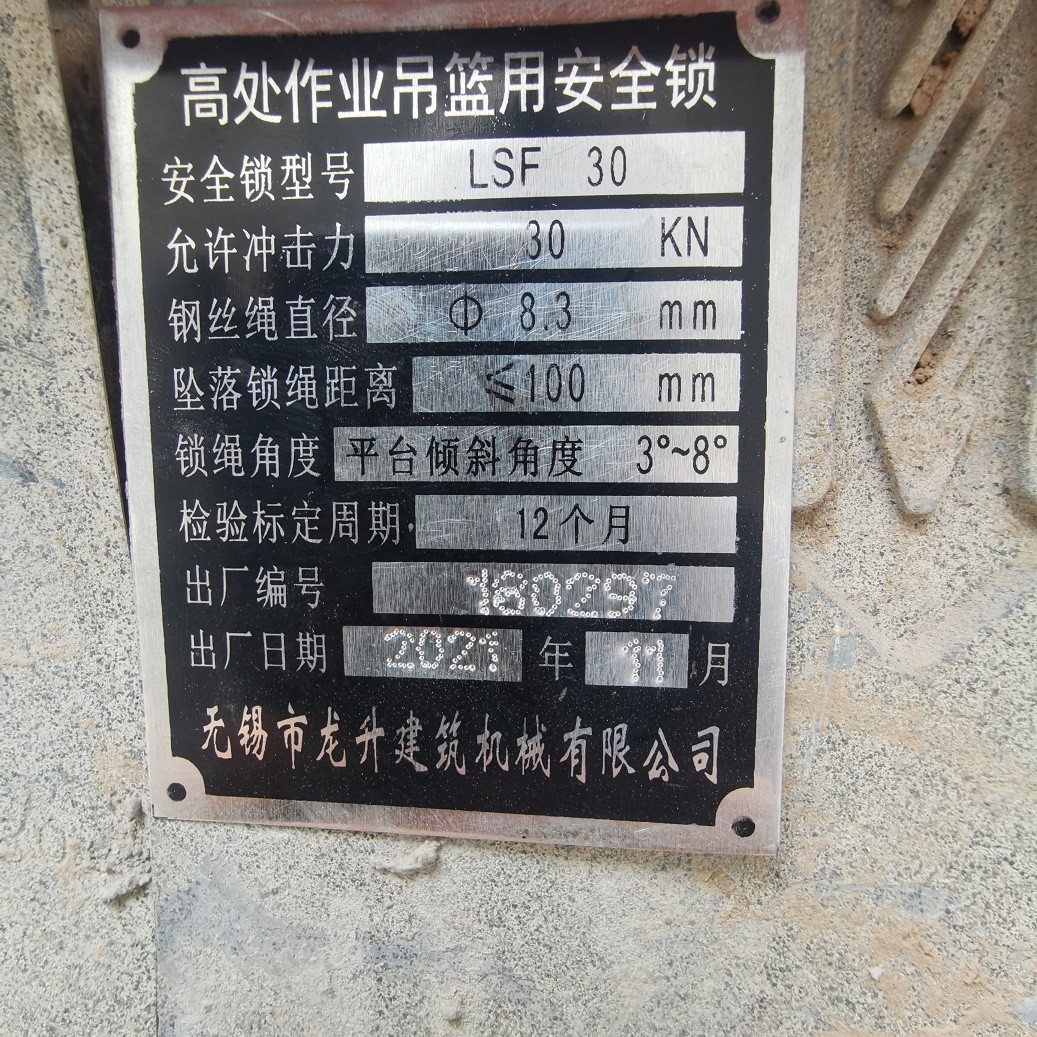 高处作业吊篮用安全锁
安全锁型号 LSF 30
允许冲击力 30 KN
钢丝绳直径 Φ 8.3 mm
坠落锁绳距离 ≤100 mm
锁绳角度 平台倾斜角度 3°~8°
检验标定周期 12个月
出厂编号 160297
出厂日期 2021 年 11 月
无锡市龙升建筑机械有限公司